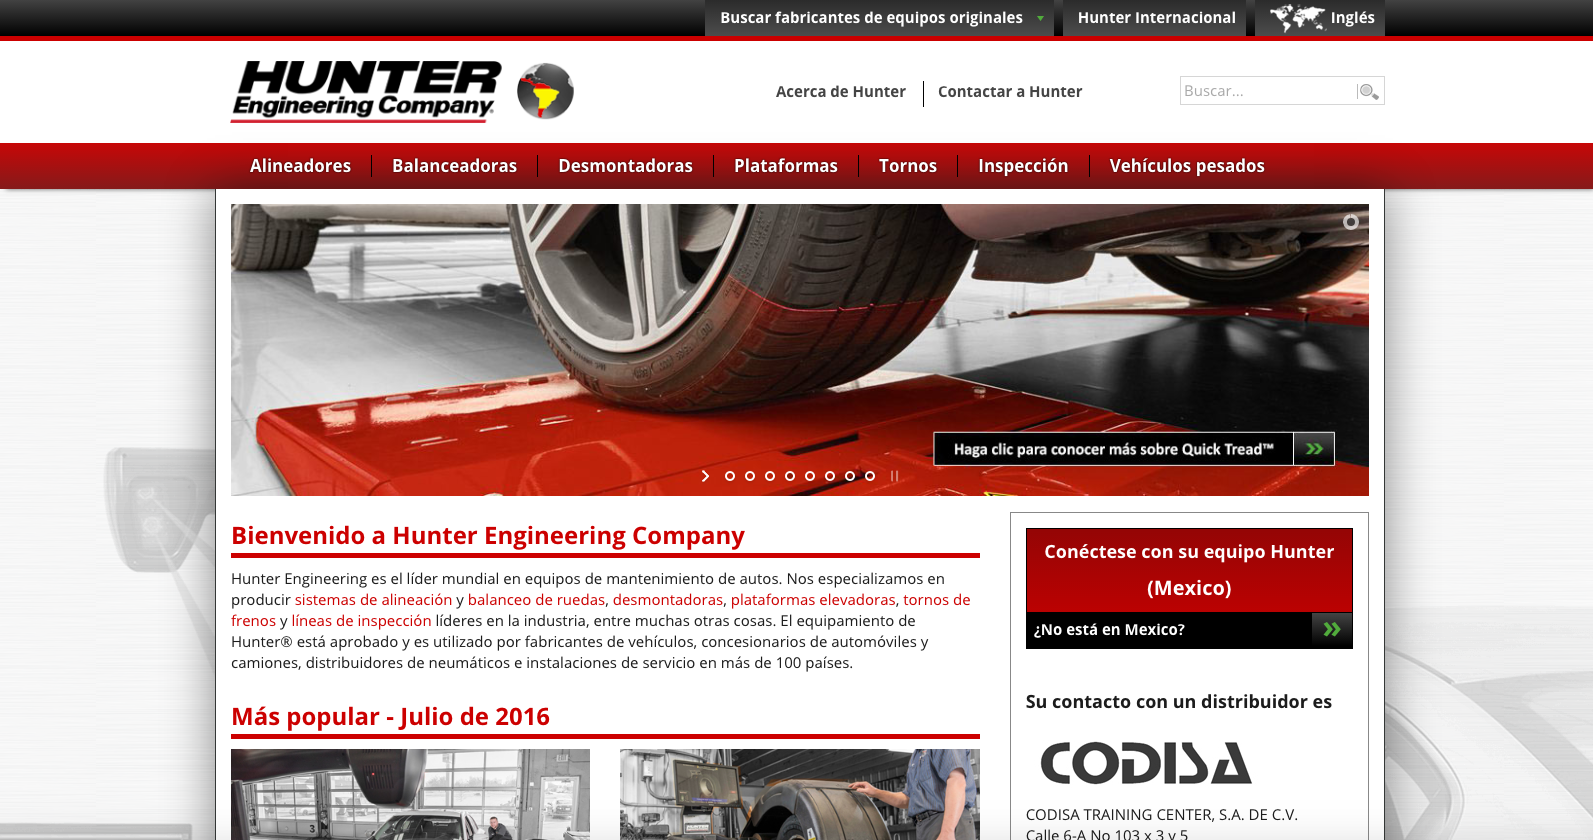 Buscar fabricantes de equipos originales
Hunter Internacional
Inglés
HUNTER
Engineering Company
Acerca de Hunter
Contactar a Hunter
Buscar...
Alineadores
Balanceadoras
Desmontadoras
Plataformas
Tornos
Inspección
Vehículos pesados
Haga clic para conocer más sobre Quick Tread™
Bienvenido a Hunter Engineering Company
Hunter Engineering es el líder mundial en equipos de mantenimiento de autos. Nos especializamos en
producir sistemas de alineación y balanceo de ruedas, desmontadoras, plataformas elevadoras, tornos de
frenos y líneas de inspección líderes en la industria, entre muchas otras cosas. El equipamiento de
Hunter® está aprobado y es utilizado por fabricantes de vehículos, concesionarios de automóviles y
camiones, distribuidores de neumáticos e instalaciones de servicio en más de 100 países.
Más popular - Julio de 2016
3
HUNTER
Conéctese con su equipo Hunter
(Mexico)
¿No está en Mexico?
Su contacto con un distribuidor es
CODISA
CODISA TRAINING CENTER, S.A. DE C.V.
Calle 6-A No 103 x 3 y 5